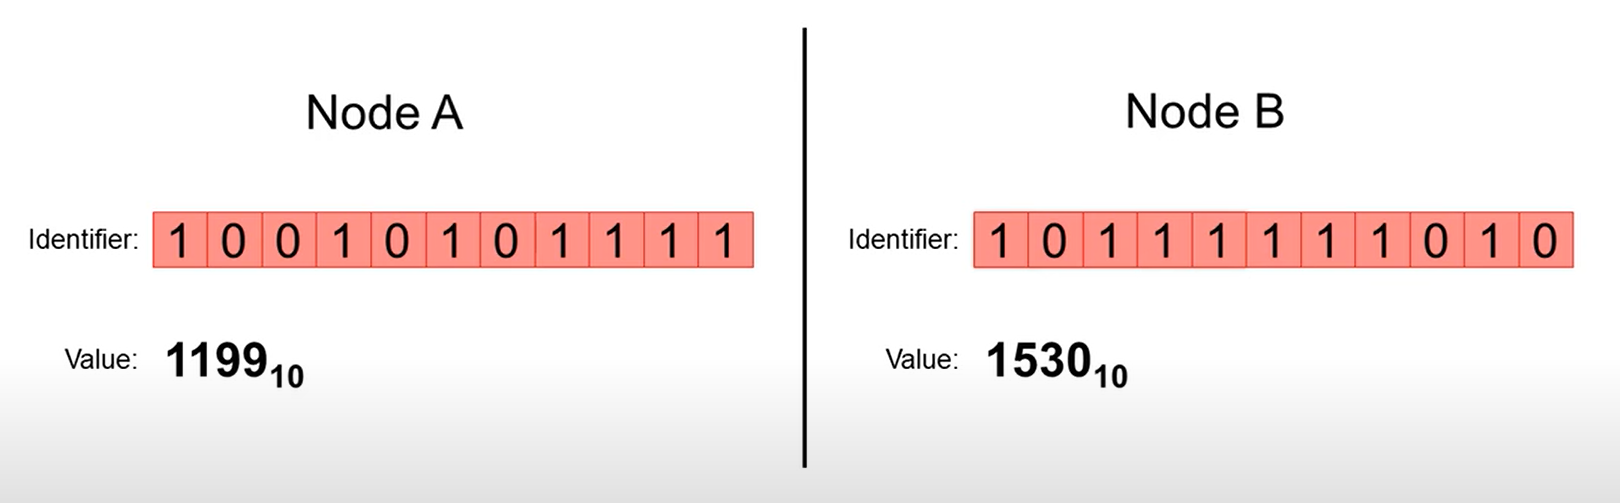 Node A
Identifier: 1 0 0 1 0 1 0 1 1 1 1
Value: 1199₁₀
Node B
Identifier: 1 0 1 1 1 1 1 1 0 1 0
Value: 1530₁₀